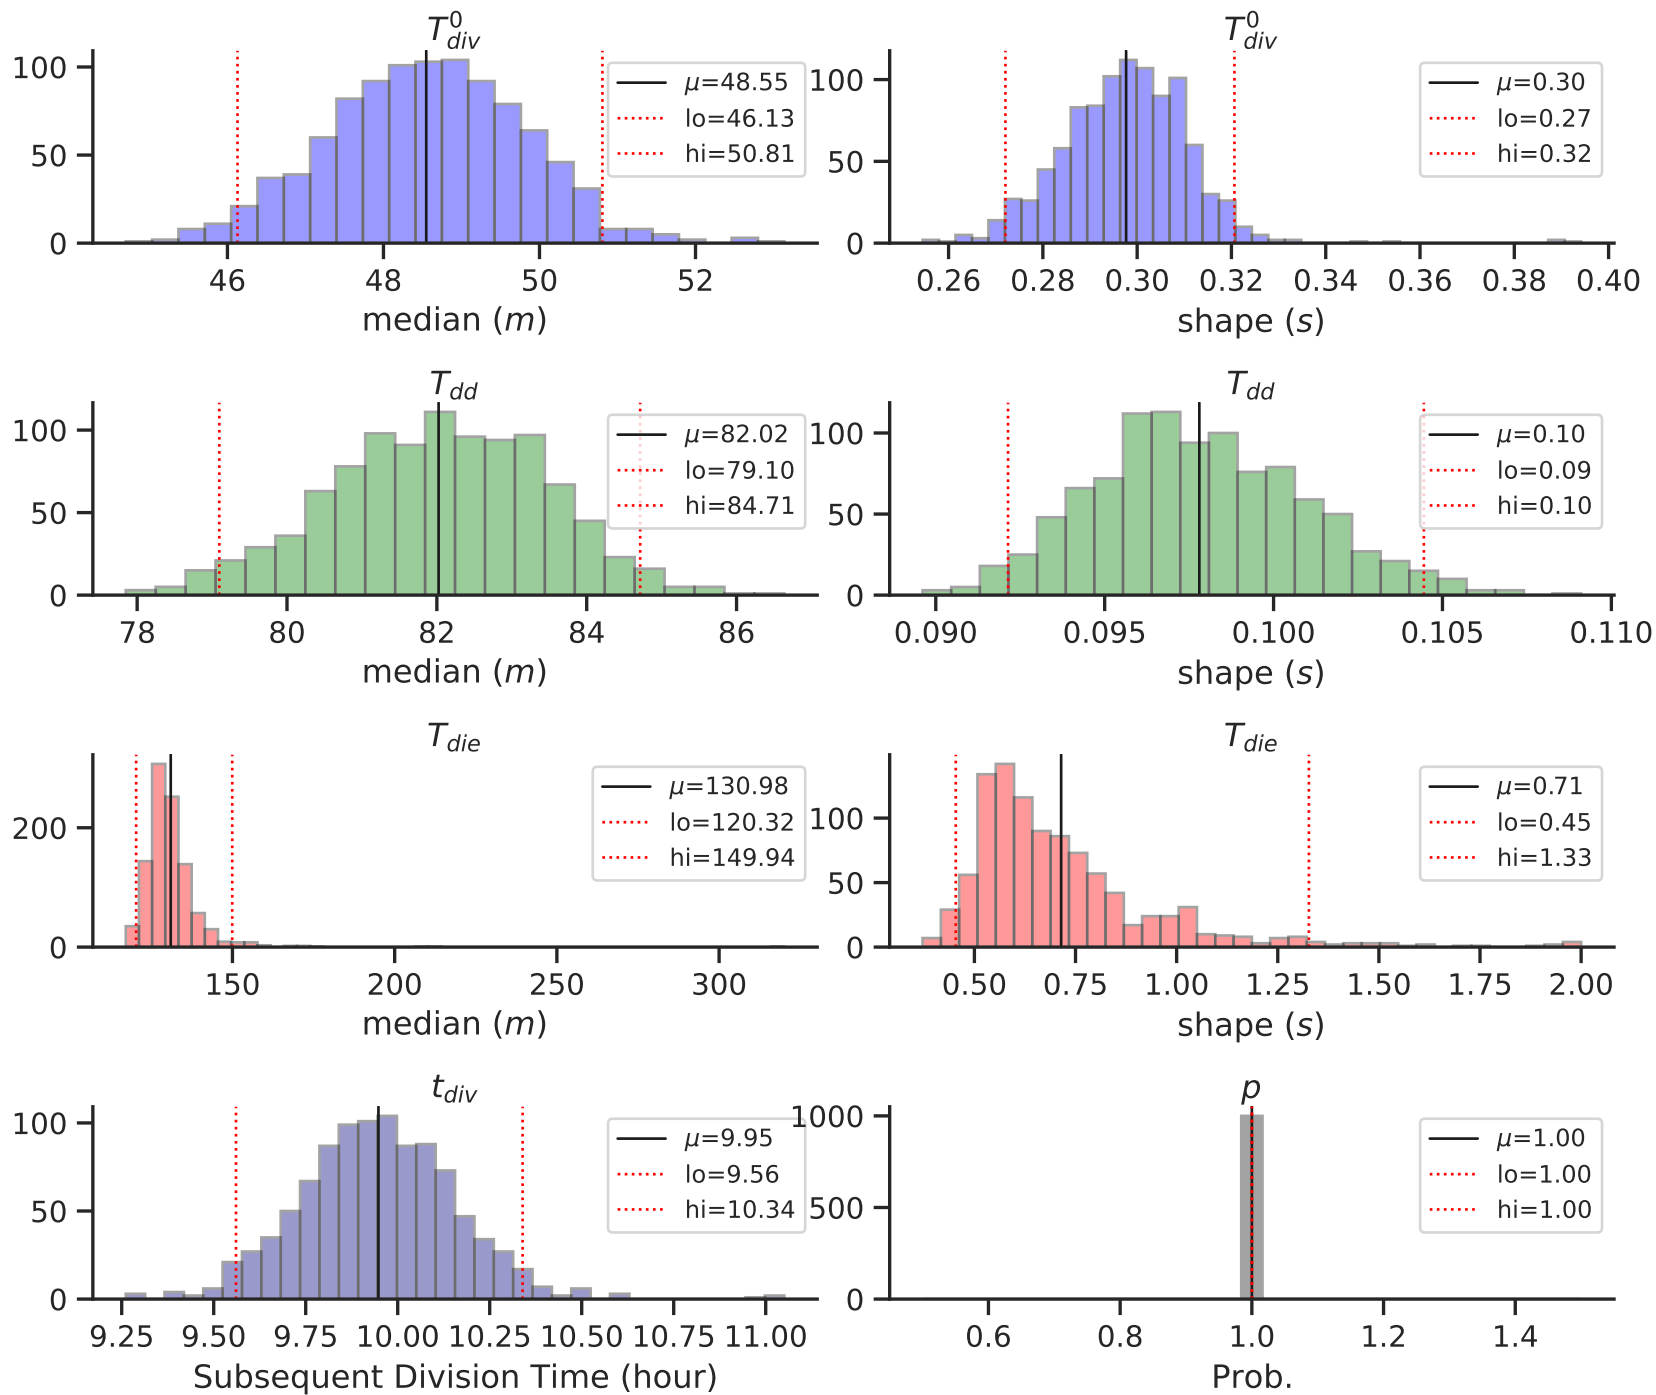 T⁰div
100
50
0
46 48 50 52
median (m)
μ=48.55
lo=46.13
hi=50.81
T⁰div
100
50
0
0.26 0.28 0.30 0.32 0.34 0.36 0.38 0.40
shape (s)
μ=0.30
lo=0.27
hi=0.32
Tdd
100
50
0
78 80 82 84 86
median (m)
μ=82.02
lo=79.10
hi=84.71
Tdd
100
50
0
0.090 0.095 0.100 0.105 0.110
shape (s)
μ=0.10
lo=0.09
hi=0.10
Tdie
200
0
150 200 250 300
median (m)
μ=130.98
lo=120.32
hi=149.94
Tdie
100
50
0
0.50 0.75 1.00 1.25 1.50 1.75 2.00
shape (s)
μ=0.71
lo=0.45
hi=1.33
tdiv
100
50
0
9.25 9.50 9.75 10.00 10.25 10.50 10.75 11.00
Subsequent Division Time (hour)
μ=9.95
lo=9.56
hi=10.34
p
1000
500
0
0.6 0.8 1.0 1.2 1.4
Prob.
μ=1.00
lo=1.00
hi=1.00